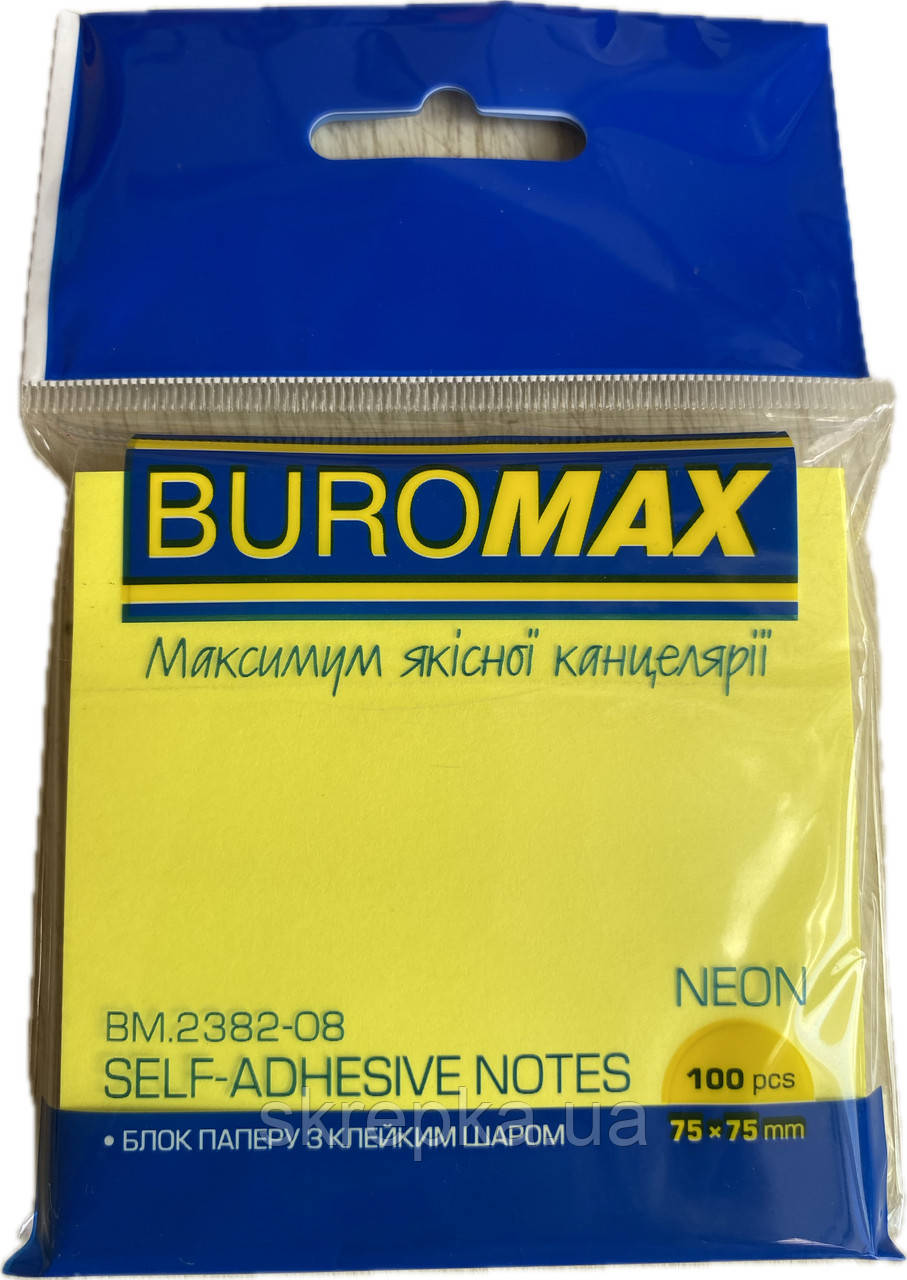 BUROMAX
Максимум якісної канцелярії
NEON
BM.2382-08
SELF-ADHESIVE NOTES
100 pcs
75×75 mm
• БЛОК ПАПЕРУ З КЛЕЙКИМ ШАРОМ
skrepka.ua